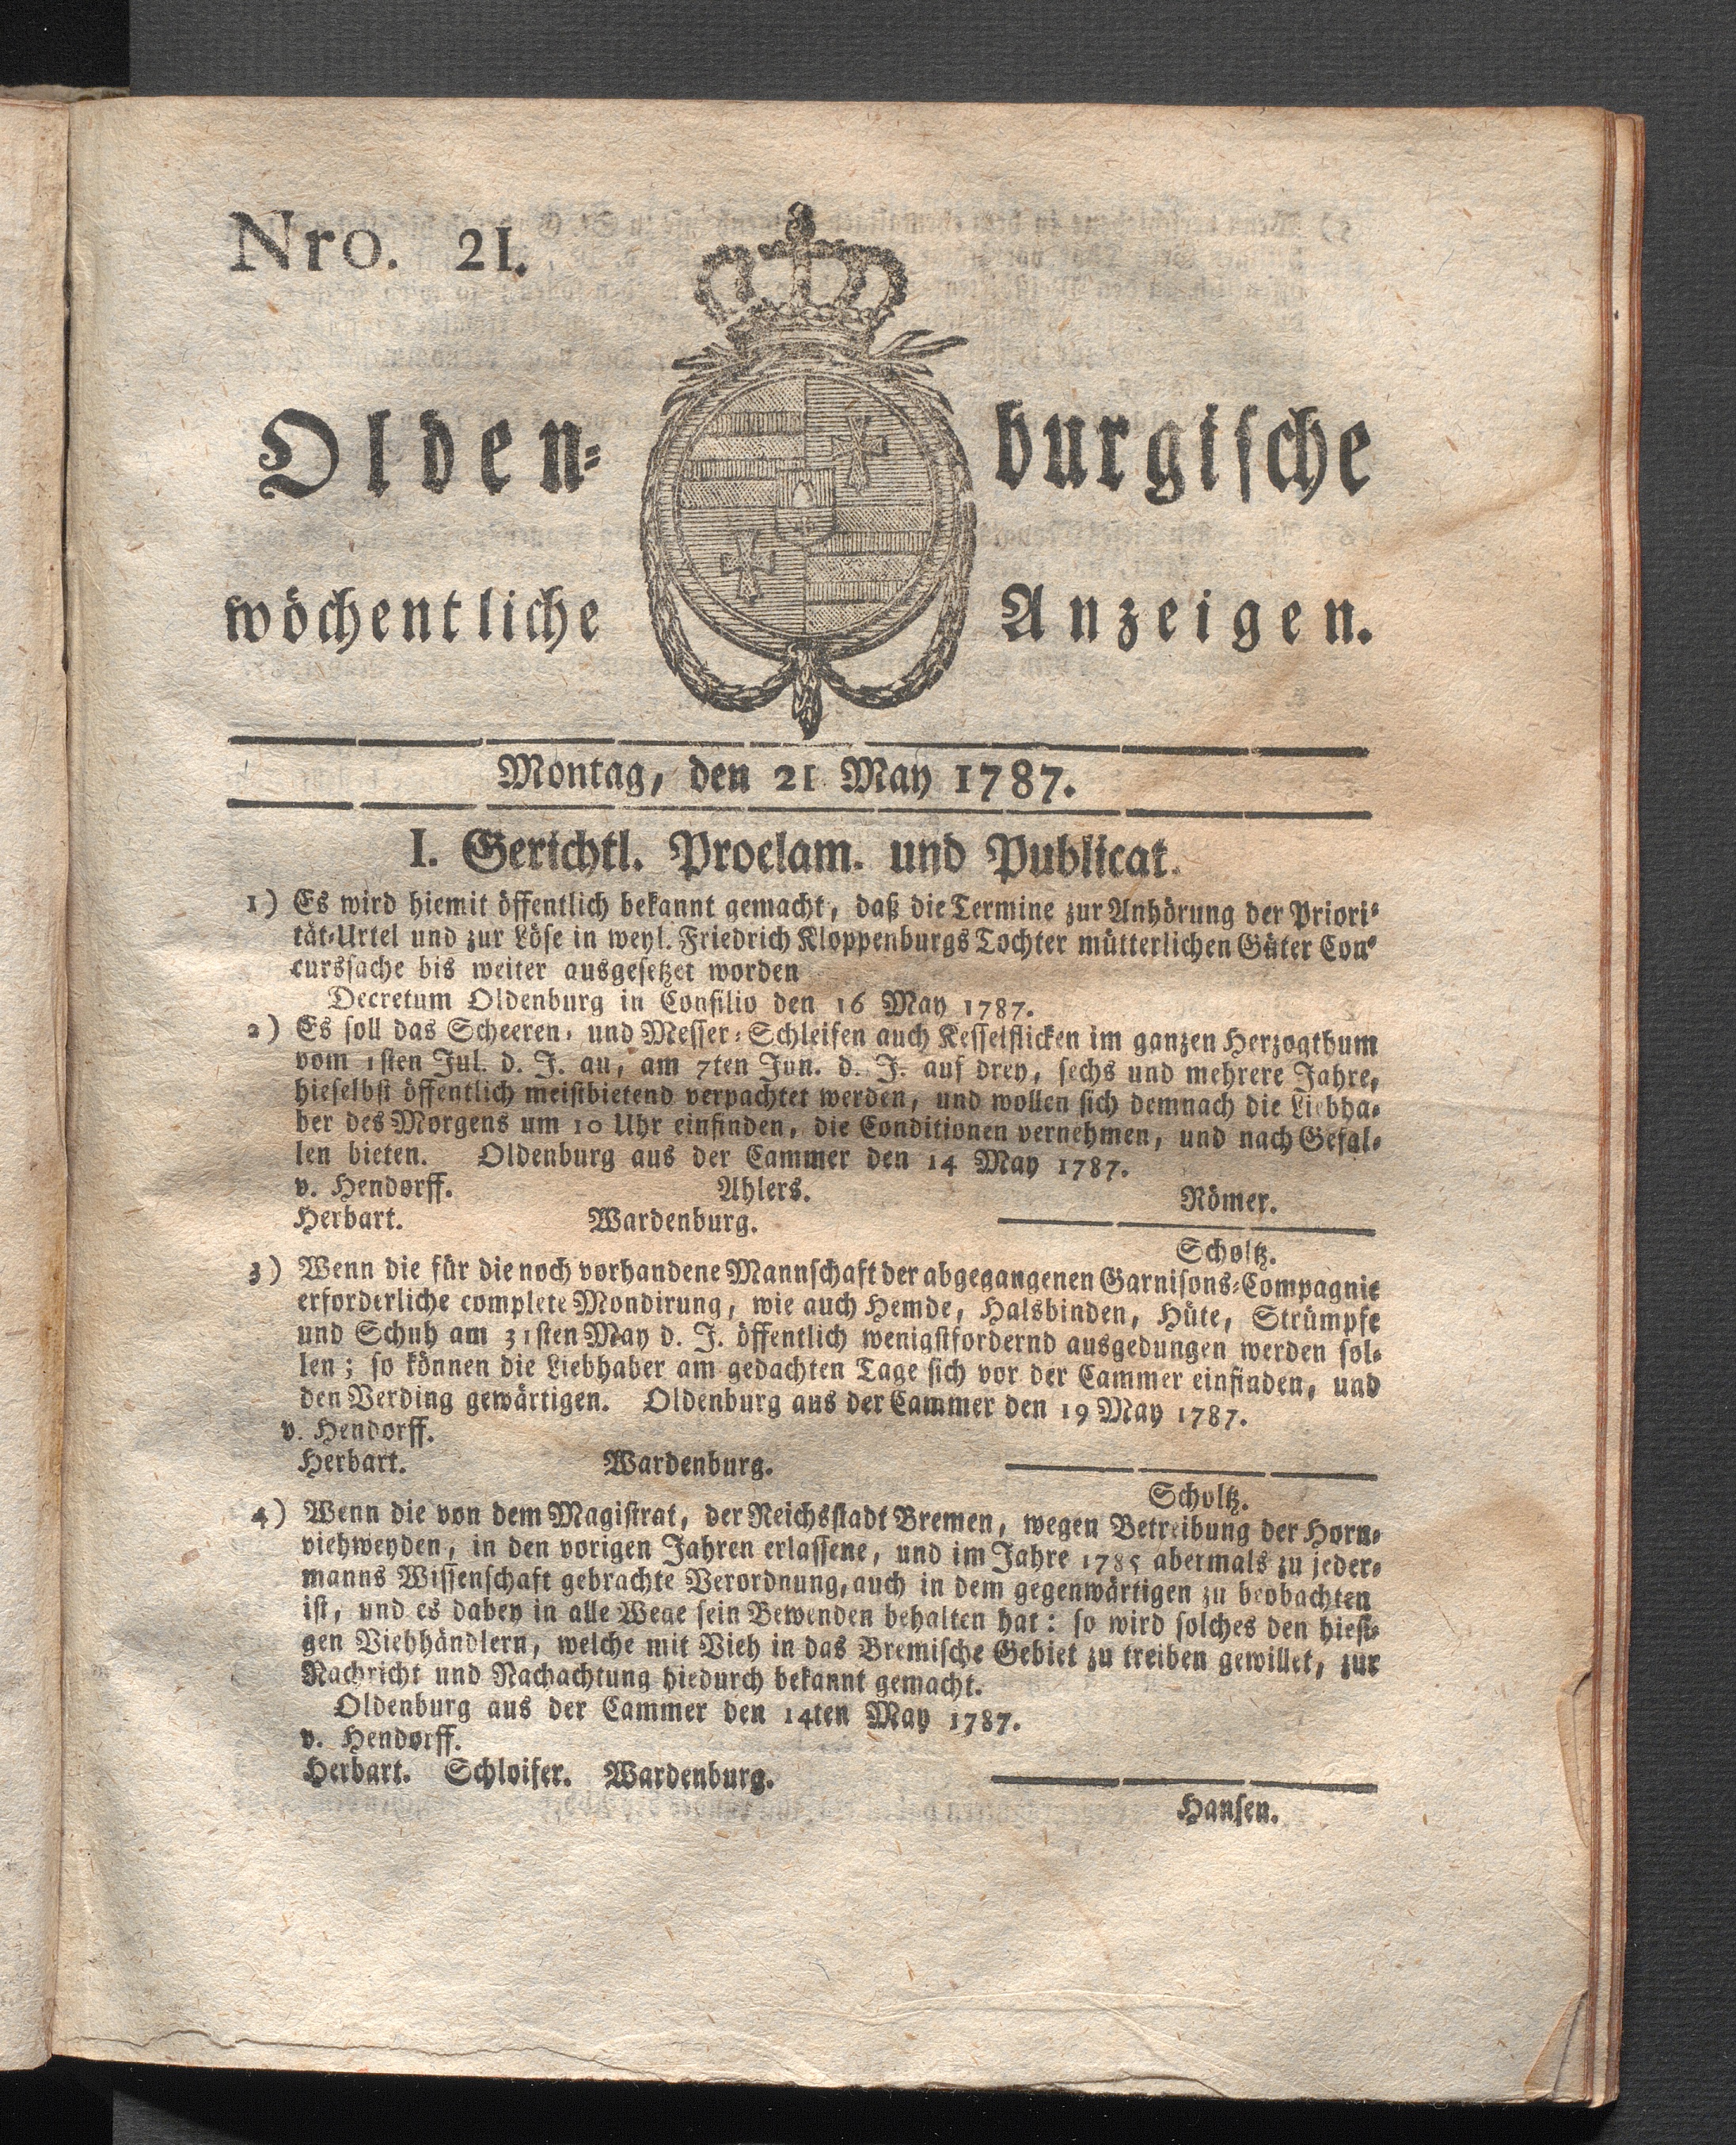 Nro. 21.
Olden-burgische
wöchentliche Anzeigen.
Montag, den 21 May 1787.
I. Gerichtl. Proclam. und Publicat.
1) Es wird hiemit öffentlich bekannt gemacht, daß die Termine zur Anhörung der Priori-
tät-Urtel und zur Löse in weyl. Friedrich Kloppenburgs Tochter mütterlichen Güter Con-
curssache bis weiter ausgesetzet worden
Decretum Oldenburg in Consilio den 16 May 1787.
2) Es soll das Scheeren- und Messer-Schleifen auch Kesselflicken im ganzen Herzogthum
vom 1sten Jul. d. J. an, am 7ten Jun. d. J. auf drey, sechs und mehrere Jahre,
hieselbst öffentlich meistbietend verpachtet werden, und wollen sich demnach die Liebha-
ber des Morgens um 10 Uhr einfinden, die Conditionen vernehmen, und nach Gefal-
len bieten. Oldenburg aus der Cammer den 14 May 1787.
v. Hendorff. Ahlers. Römer.
Herbart. Wardenburg.
Scholtz.
3) Wenn die für die noch vorhandene Mannschaft der abgegangenen Garnisons-Compagnie
erforderliche complete Mondirung, wie auch Hemde, Halsbinden, Hüte, Strümpfe
und Schuh am 31sten May d. J. öffentlich wenigstfordernd ausgedungen werden sol-
len; so können die Liebhaber am gedachten Tage sich vor der Cammer einfinden, und
den Verding gewärtigen. Oldenburg aus der Cammer den 19 May 1787.
v. Hendorff.
Herbart. Wardenburg.
Scholtz.
4) Wenn die von dem Magistrat, der Reichsstadt Bremen, wegen Betreibung der Horn-
viehweyden, in den vorigen Jahren erlassene, und im Jahre 1785 abermals zu jeder-
manns Wissenschaft gebrachte Verordnung, auch in dem gegenwärtigen zu beobachten
ist, und es dabey in alle Wege sein Bewenden behalten hat: so wird solches den hiesi-
gen Viehhändlern, welche mit Vieh in das Bremische Gebiet zu treiben gewillet, zur
Nachricht und Nachachtung hiedurch bekannt gemacht.
Oldenburg aus der Cammer den 14ten May 1787.
v. Hendorff.
Herbart. Schloifer. Wardenburg.
Hansen.